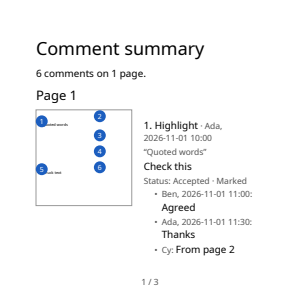 Comment summary
6 comments on 1 page.
Page 1
1
2
3
4
5
6
1. Highlight · Ada,
2026-11-01 10:00
“Quoted words”
Check this
Status: Accepted · Marked
• Ben, 2026-11-01 11:00:
Agreed
• Ada, 2026-11-01 11:30:
Thanks
• Cy: From page 2
1 / 3